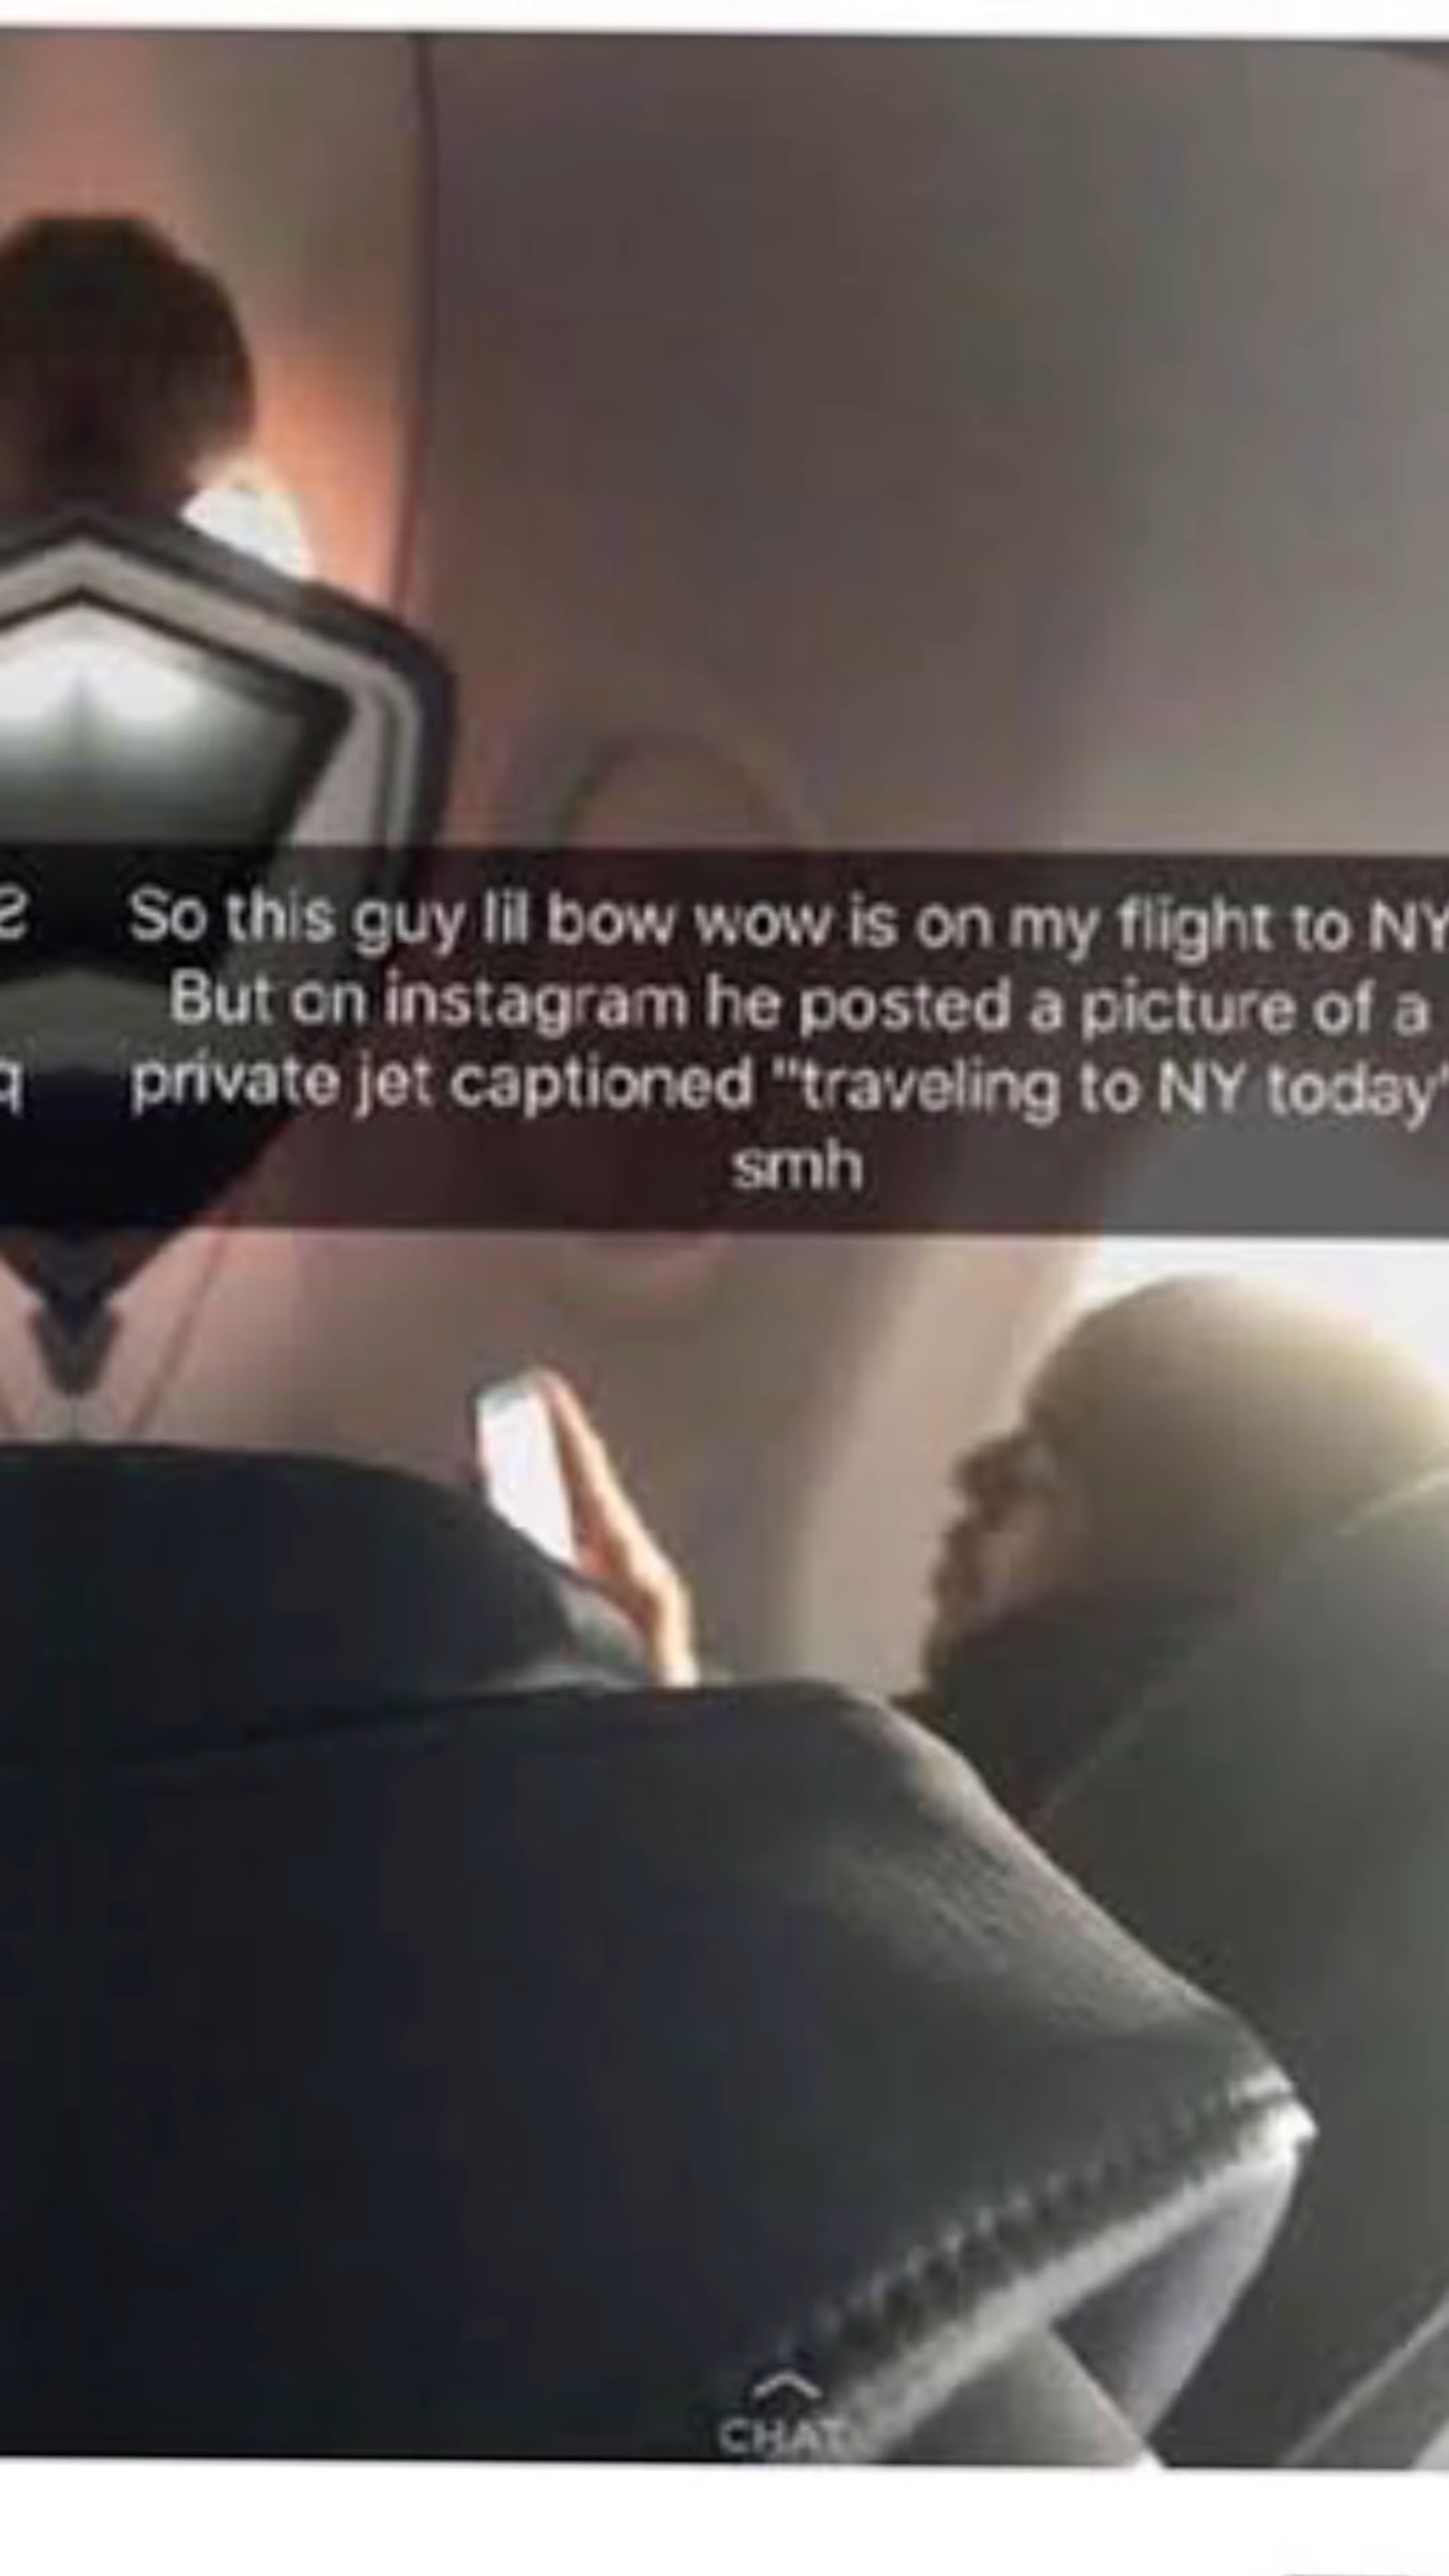 So this guy lil bow wow is on my flight to NY
But on instagram he posted a picture of a
private jet captioned "traveling to NY today"
smh
CHAT